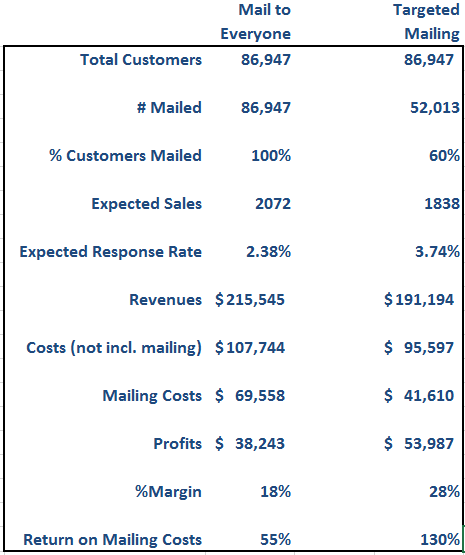 Mail to Targeted
Everyone Mailing
Total Customers 86,947 86,947
# Mailed 86,947 52,013
% Customers Mailed 100% 60%
Expected Sales 2072 1838
Expected Response Rate 2.38% 3.74%
Revenues $215,545 $191,194
Costs (not incl. mailing) $107,744 $ 95,597
Mailing Costs $ 69,558 $ 41,610
Profits $ 38,243 $ 53,987
%Margin 18% 28%
Return on Mailing Costs 55% 130%